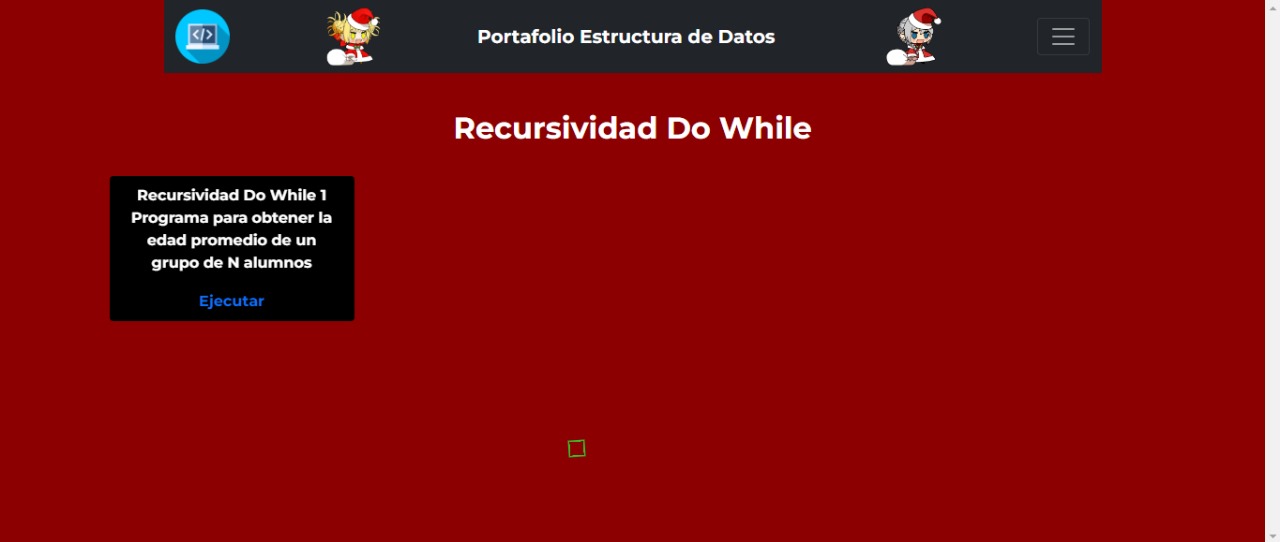 Portafolio Estructura de Datos
Recursividad Do While
Recursividad Do While 1
Programa para obtener la
edad promedio de un
grupo de N alumnos
Ejecutar